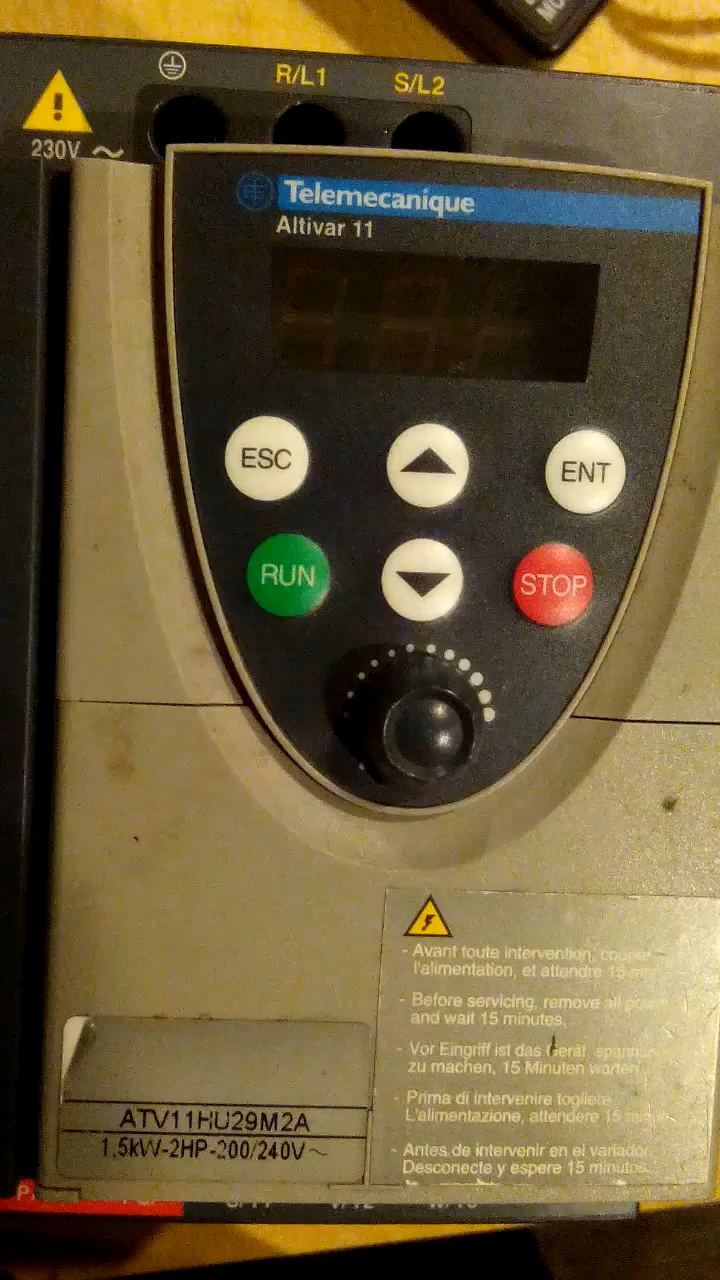 R/L1
S/L2
230V ~
Telemecanique
Altivar 11
ESC
ENT
RUN
STOP
- Avant toute intervention, couper
l'alimentation, et attendre 15
- Before servicing, remove all
and wait 15 minutes.
- Vor Eingriff ist das Gerät
zu machen, 15 Minuten warten
- Prima di intervenire togliere
L'alimentazione, attendere 15
- Antes de intervenir en el variador
Desconecte y espere 15 minutos.
ATV11HU29M2A
1,5kW-2HP-200/240V~